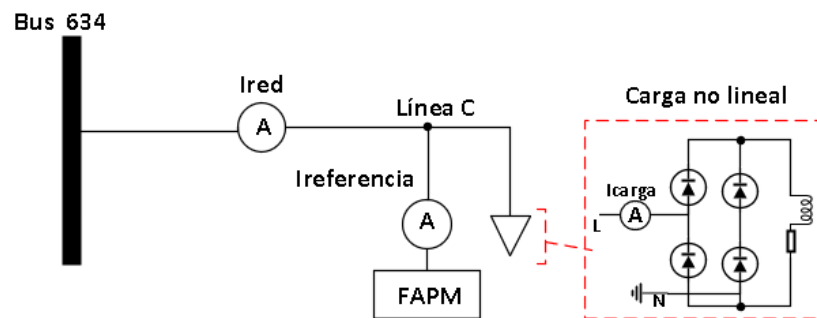 Bus 634
Ired
A
Línea C
Ireferencia
A
FAPM
Carga no lineal
Icarga
A
L
N